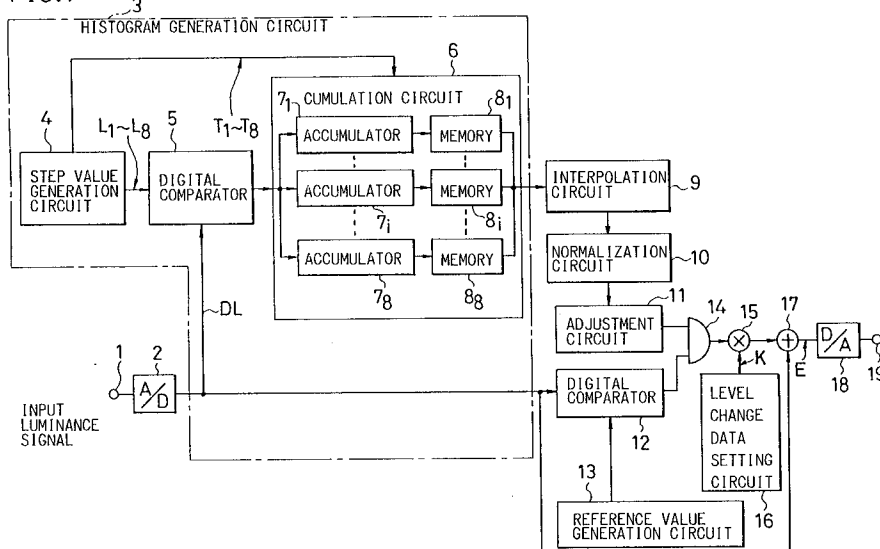 3
HISTOGRAM GENERATION CIRCUIT
6
CUMULATION CIRCUIT
4
L1~L8
5
T1~T8
71
81
STEP VALUE
GENERATION
CIRCUIT
DIGITAL
COMPARATOR
ACCUMULATOR
MEMORY
ACCUMULATOR
MEMORY
7i
8i
ACCUMULATOR
MEMORY
78
88
INTERPOLATION
CIRCUIT
9
NORMALIZATION
CIRCUIT
10
11
ADJUSTMENT
CIRCUIT
14
15
17
DL
1
2
A/D
INPUT
LUMINANCE
SIGNAL
DIGITAL
COMPARATOR
12
×
K
+
E
D/A
18
19
LEVEL
CHANGE
DATA
SETTING
CIRCUIT
16
13
REFERENCE VALUE
GENERATION CIRCUIT